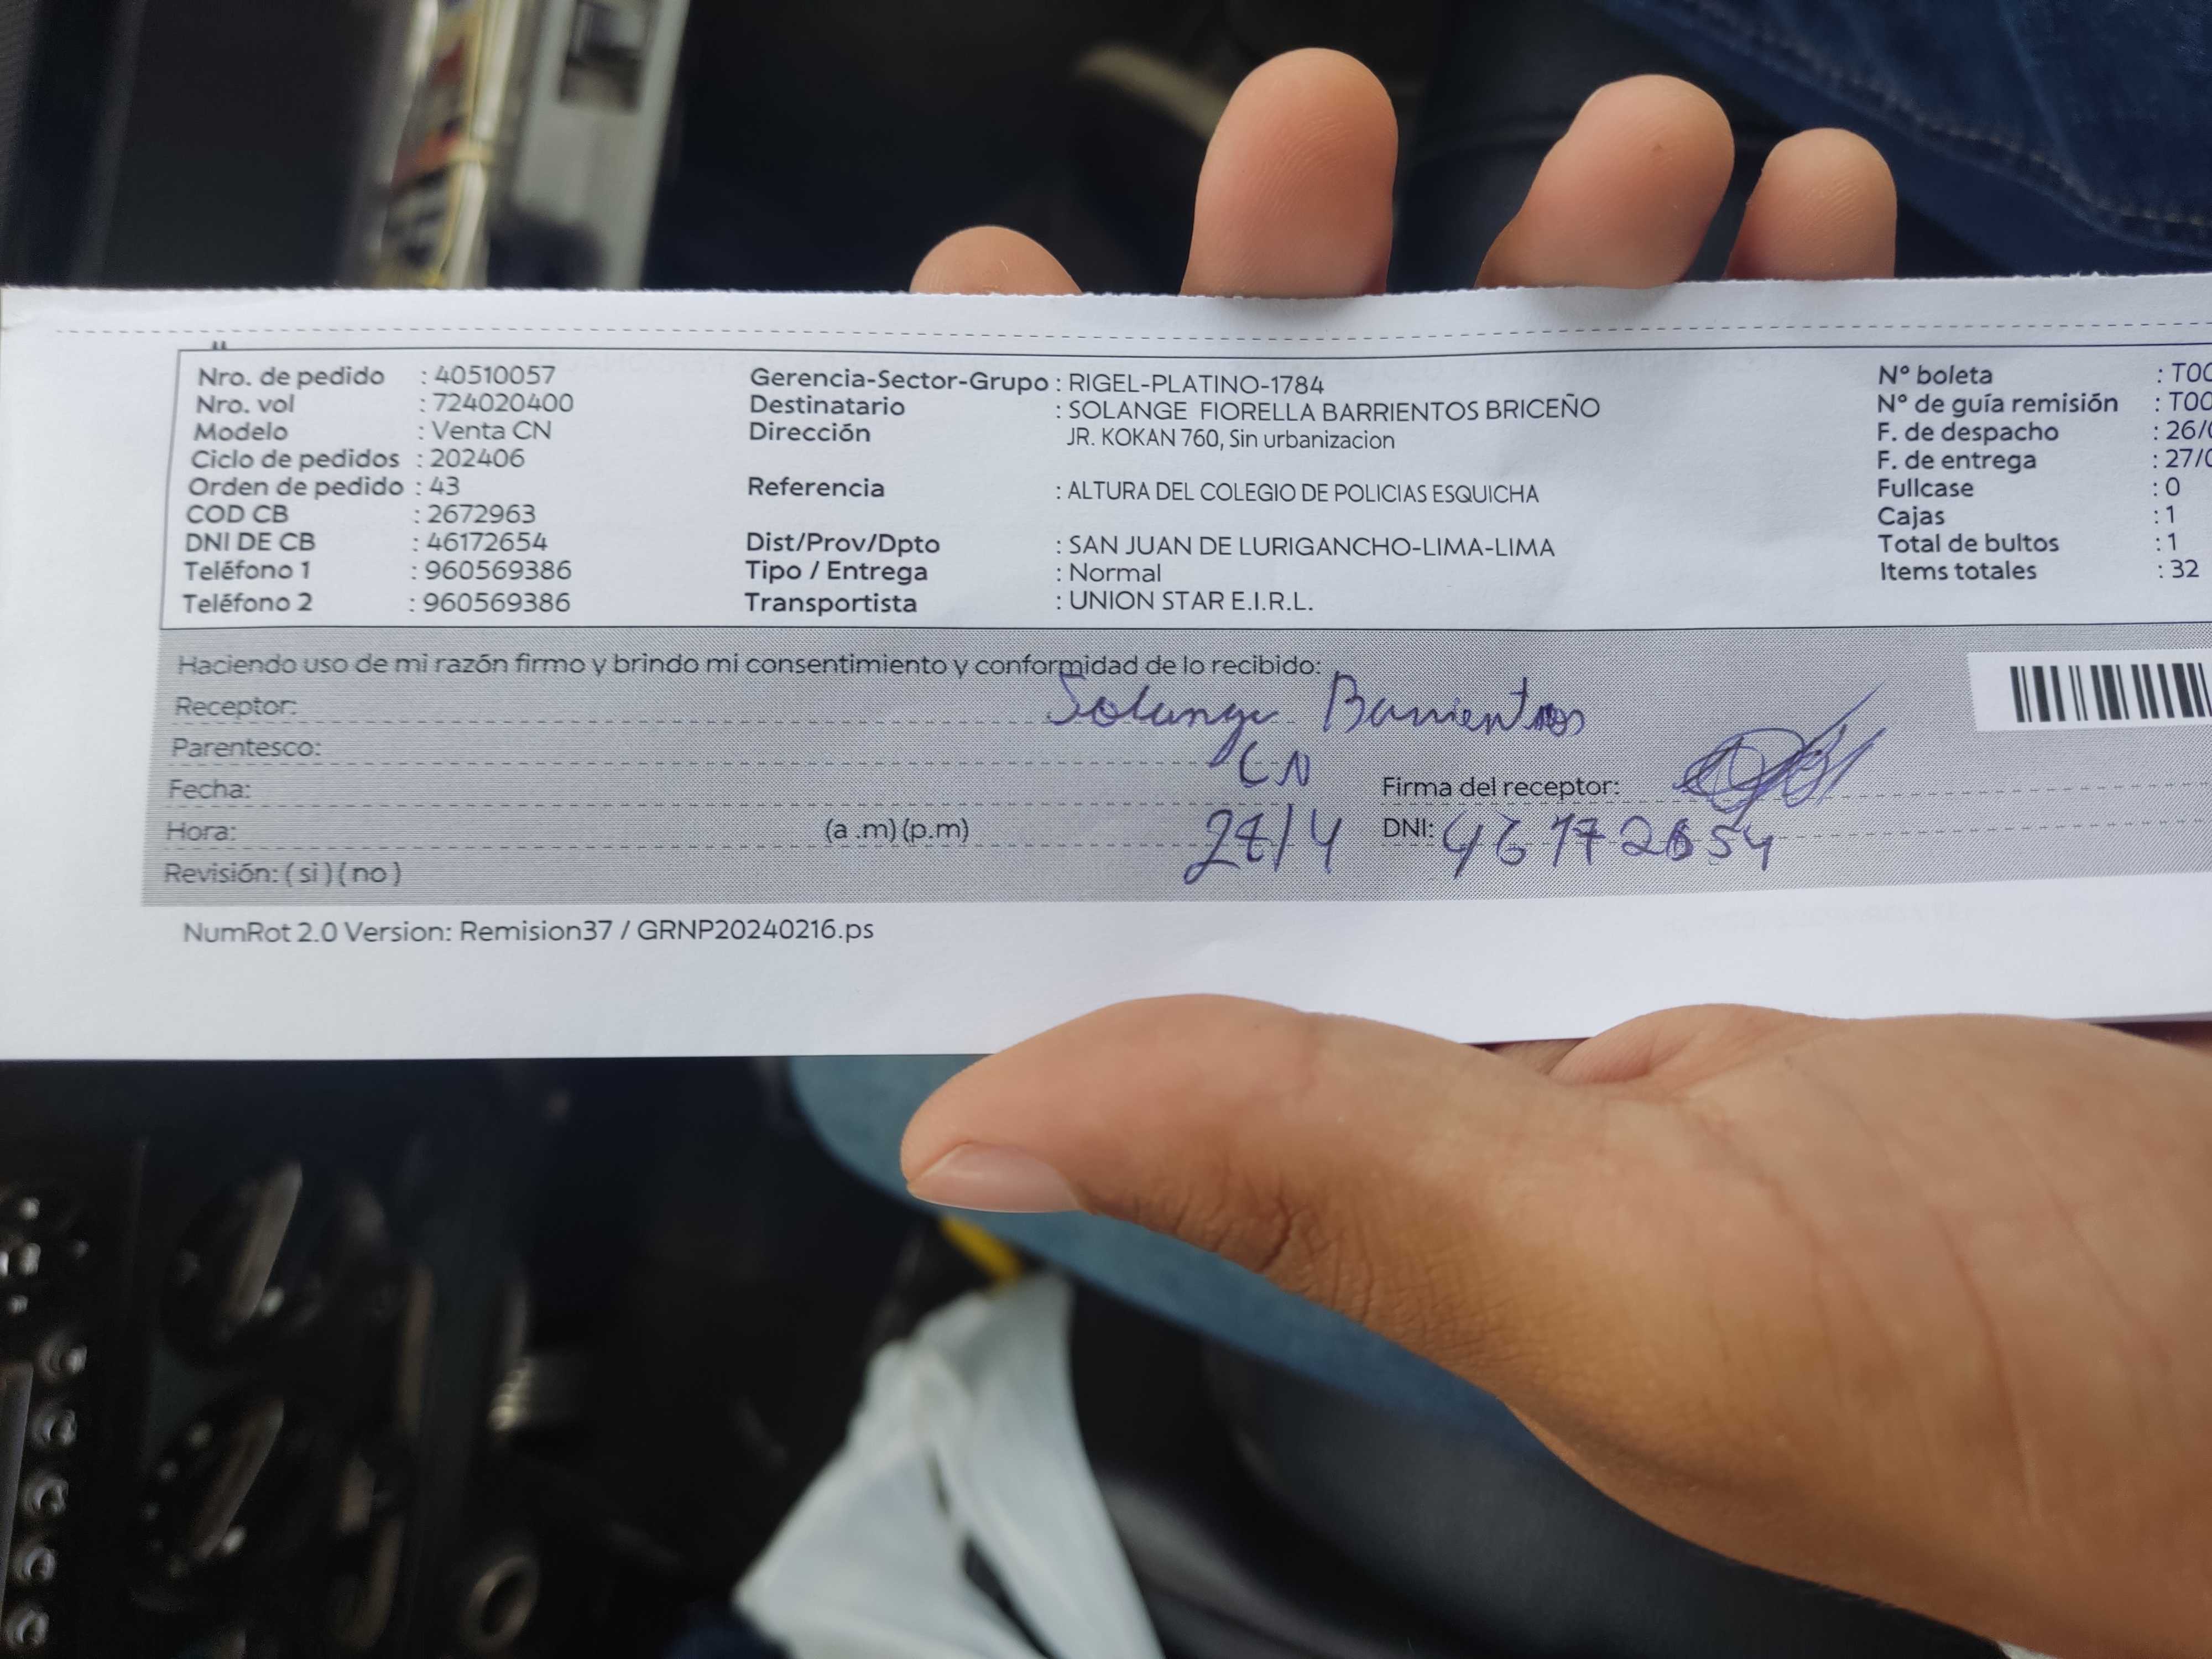 Nro. de pedido : 40510057
Nro. vol : 724020400
Modelo : Venta CN
Ciclo de pedidos : 202406
Orden de pedido : 43
COD CB : 2672963
DNI DE CB : 46172654
Teléfono 1 : 960569386
Teléfono 2 : 960569386
Gerencia-Sector-Grupo : RIGEL-PLATINO-1784
Destinatario : SOLANGE FIORELLA BARRIENTOS BRICEÑO
Dirección JR. KOKAN 760, Sin urbanizacion
Referencia : ALTURA DEL COLEGIO DE POLICIAS ESQUICHA
Dist/Prov/Dpto : SAN JUAN DE LURIGANCHO-LIMA-LIMA
Tipo / Entrega : Normal
Transportista : UNION STAR E.I.R.L.
N° boleta : T00
N° de guía remisión : T00
F. de despacho : 26/0
F. de entrega : 27/0
Fullcase : 0
Cajas : 1
Total de bultos : 1
Items totales : 32
Haciendo uso de mi razón firmo y brindo mi consentimiento y conformidad de lo recibido:
Receptor: Solange Barrientos
Parentesco: CN
Fecha: Firma del receptor:
Hora: (a .m) (p.m) 27/4 DNI: 46172654
Revisión: ( si ) ( no )
NumRot 2.0 Version: Remision37 / GRNP20240216.ps